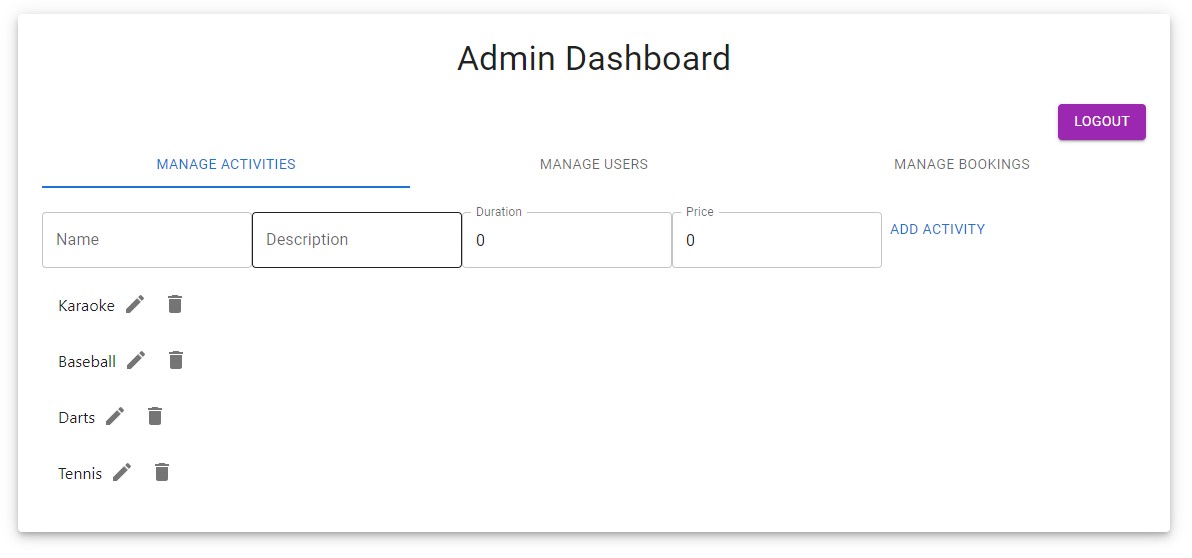 Admin Dashboard
LOGOUT
MANAGE ACTIVITIES MANAGE USERS MANAGE BOOKINGS
Duration Price
Name Description 0 0 ADD ACTIVITY
Karaoke
Baseball
Darts
Tennis